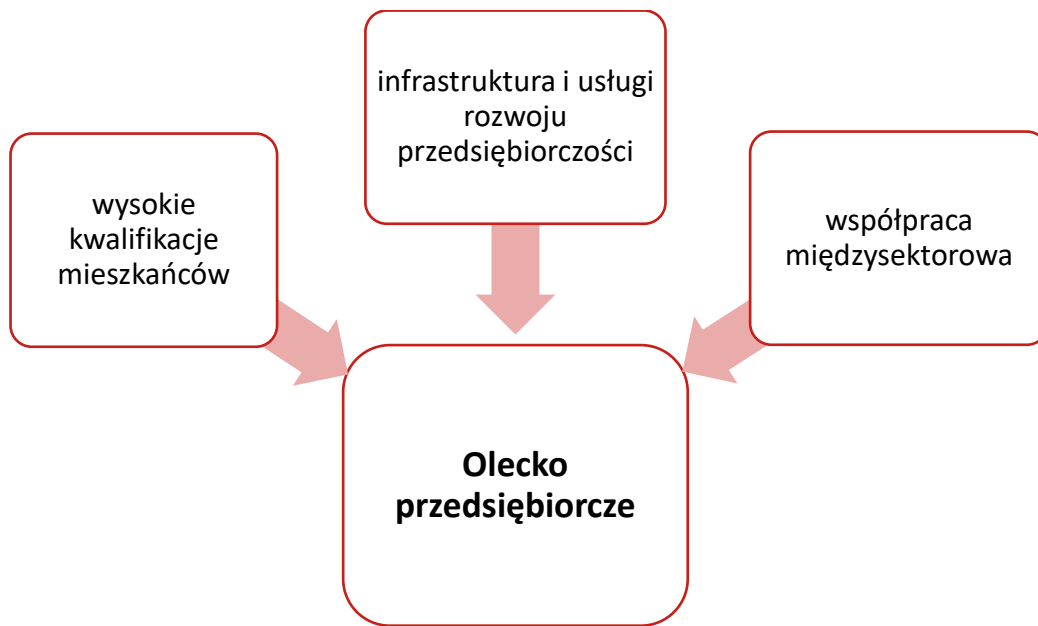 infrastruktura i usługi
rozwoju
przedsiębiorczości
wysokie
kwalifikacje
mieszkańców
współpraca
międzysektorowa
Olecko
przedsiębiorcze